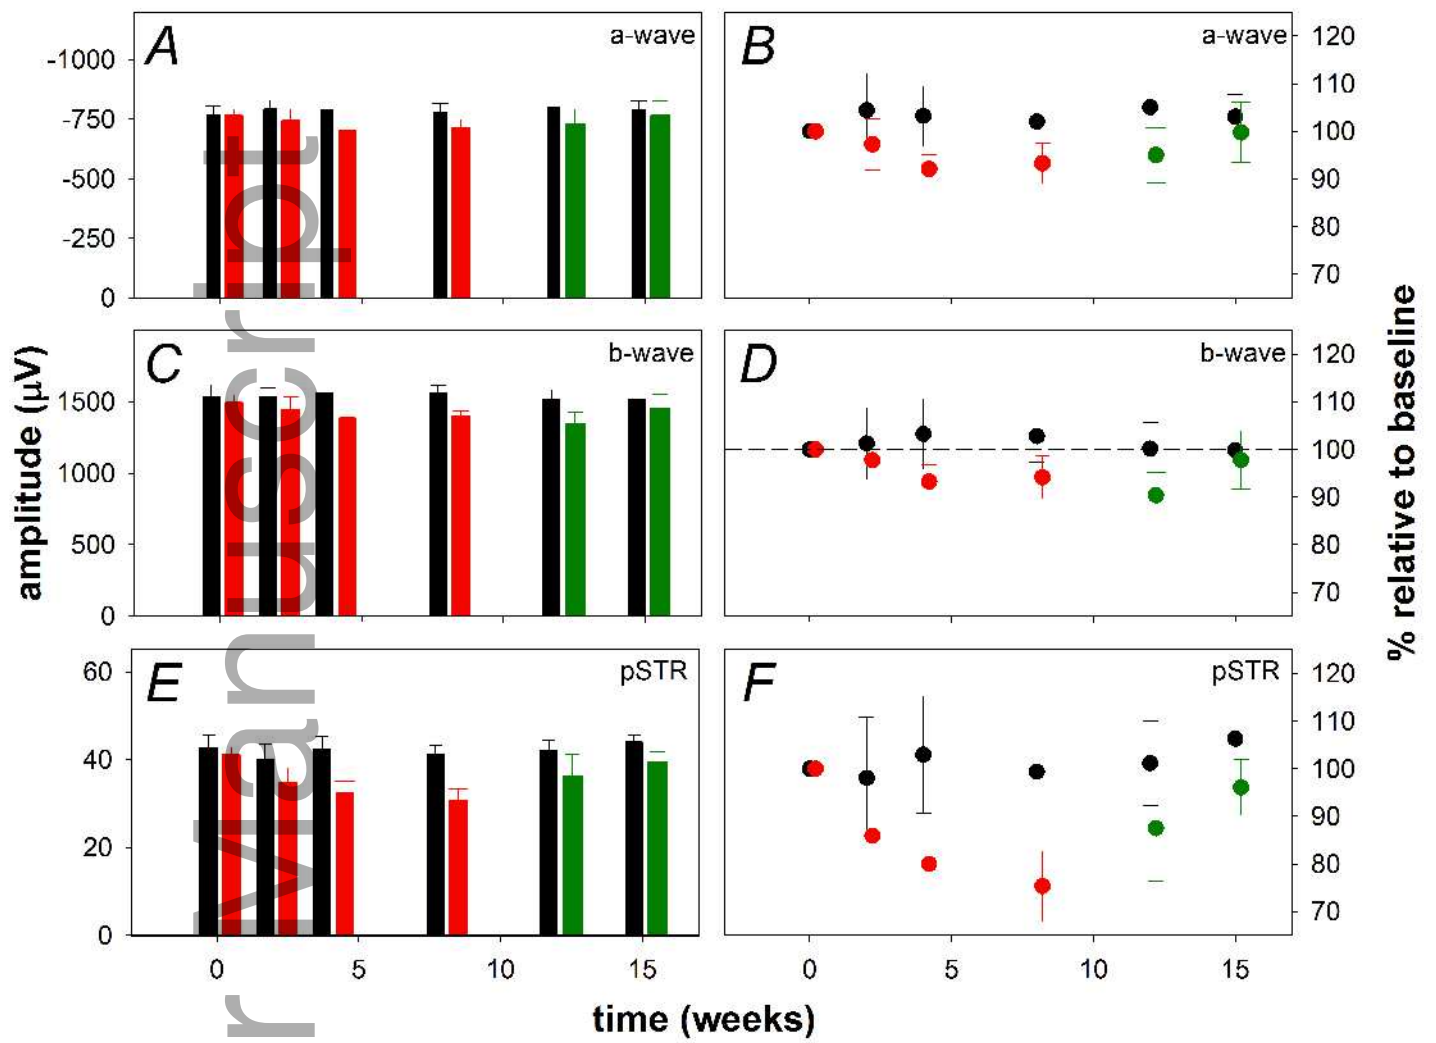 A
a-wave
-1000
-750
-500
-250
0
B
a-wave
120
110
100
90
80
70
C
b-wave
1500
1000
500
0
D
b-wave
120
110
100
90
80
70
E
pSTR
60
40
20
0
0
5
10
15
F
pSTR
120
110
100
90
80
70
0
5
10
15
amplitude (µV)
% relative to baseline
time (weeks)
r Manuscript